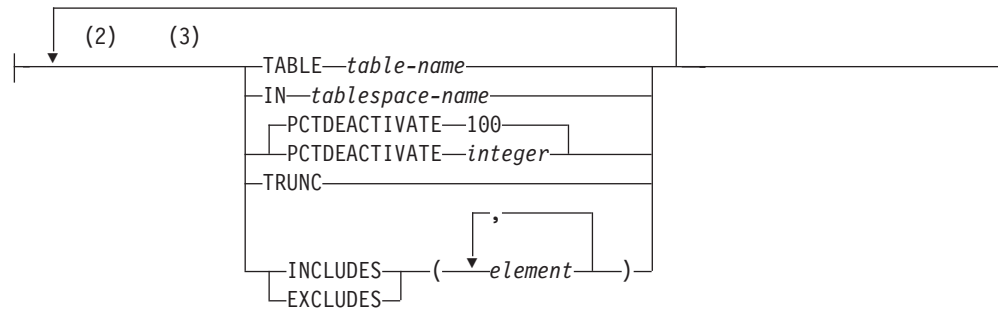 (2) (3)
TABLE table-name
IN tablespace-name
PCTDEACTIVATE 100
PCTDEACTIVATE integer
TRUNC
,
INCLUDES ( element )
EXCLUDES